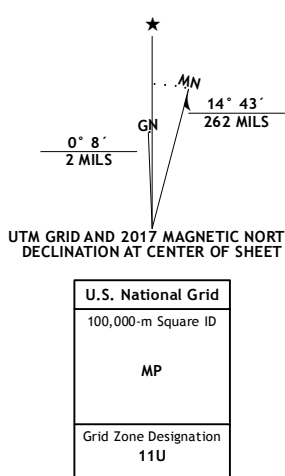 ★
MN
GN
14° 43´
262 MILS
0° 8´
2 MILS
UTM GRID AND 2017 MAGNETIC NORT
DECLINATION AT CENTER OF SHEET
U.S. National Grid
100,000-m Square ID
MP
Grid Zone Designation
11U